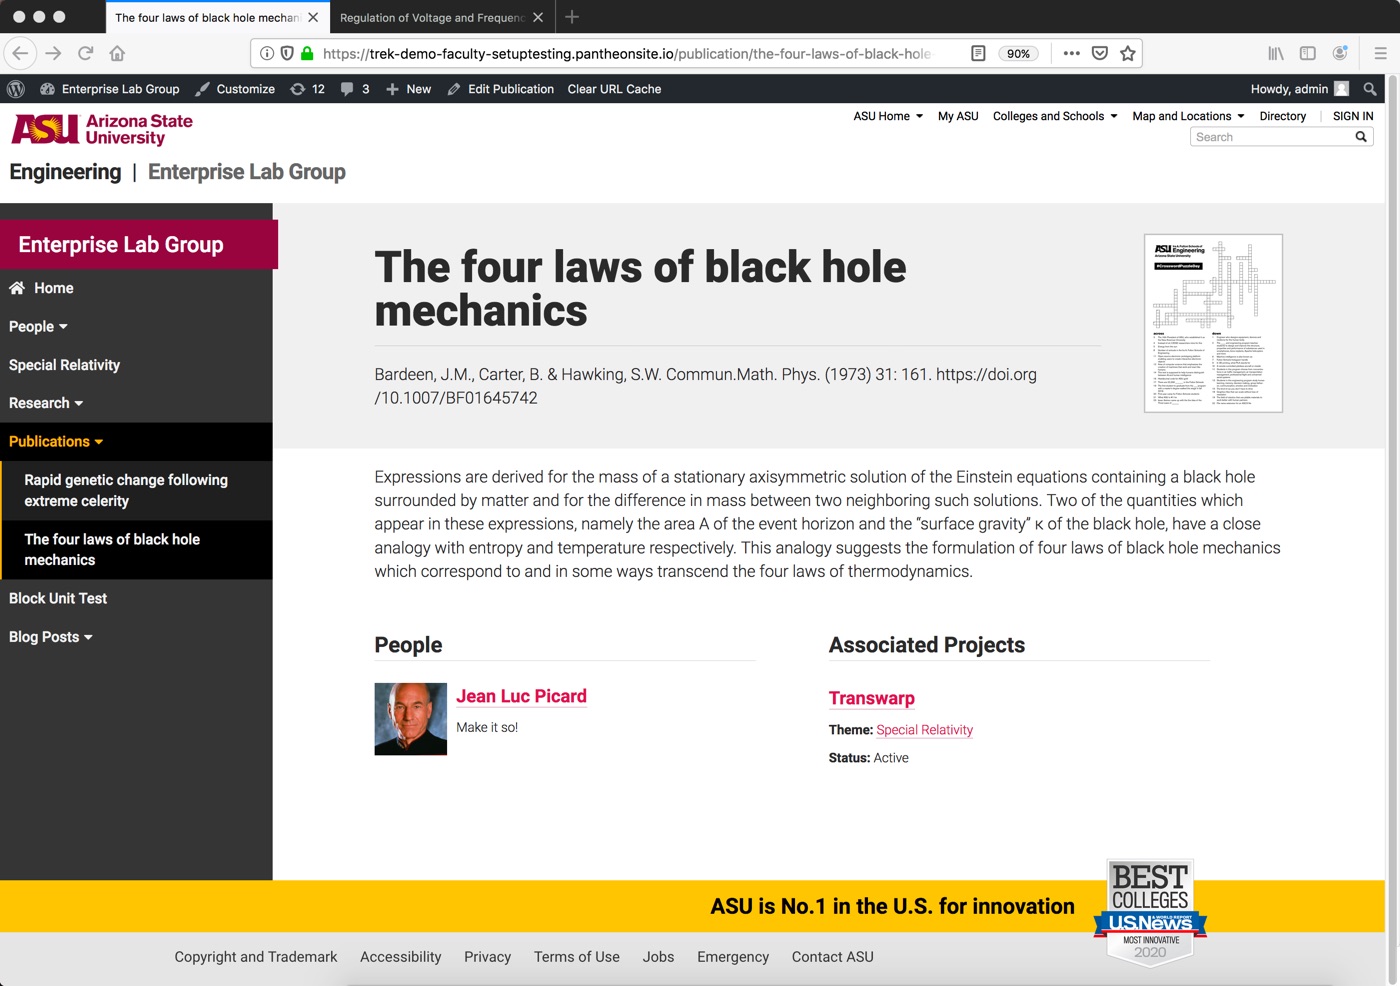 The four laws of black hole mechani
Regulation of Voltage and Frequenc
https://trek-demo-faculty-setuptesting.pantheonsite.io/publication/the-four-laws-of-black-hole-
90%
Enterprise Lab Group
Customize
12
3
New
Edit Publication
Clear URL Cache
Howdy, admin
ASU Arizona State University
ASU Home
My ASU
Colleges and Schools
Map and Locations
Directory
SIGN IN
Search
Engineering | Enterprise Lab Group
Enterprise Lab Group
Home
People
Special Relativity
Research
Publications
Rapid genetic change following
extreme celerity
The four laws of black hole
mechanics
Block Unit Test
Blog Posts
The four laws of black hole
mechanics
Bardeen, J.M., Carter, B. & Hawking, S.W. Commun.Math. Phys. (1973) 31: 161. https://doi.org
/10.1007/BF01645742
ASU
Engineering
Arizona State University
#CrosswordPuzzleDay
Expressions are derived for the mass of a stationary axisymmetric solution of the Einstein equations containing a black hole
surrounded by matter and for the difference in mass between two neighboring such solutions. Two of the quantities which
appear in these expressions, namely the area A of the event horizon and the “surface gravity” κ of the black hole, have a close
analogy with entropy and temperature respectively. This analogy suggests the formulation of four laws of black hole mechanics
which correspond to and in some ways transcend the four laws of thermodynamics.
People
Jean Luc Picard
Make it so!
Associated Projects
Transwarp
Theme: Special Relativity
Status: Active
ASU is No.1 in the U.S. for innovation
BEST
COLLEGES
U.S.News
& WORLD REPORT
MOST INNOVATIVE
2020
Copyright and Trademark
Accessibility
Privacy
Terms of Use
Jobs
Emergency
Contact ASU